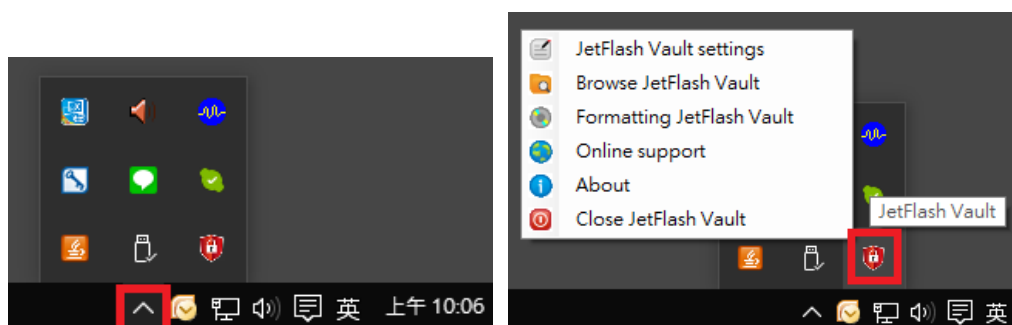 英 上午 10:06
JetFlash Vault settings
Browse JetFlash Vault
Formatting JetFlash Vault
Online support
About
Close JetFlash Vault
JetFlash Vault
英